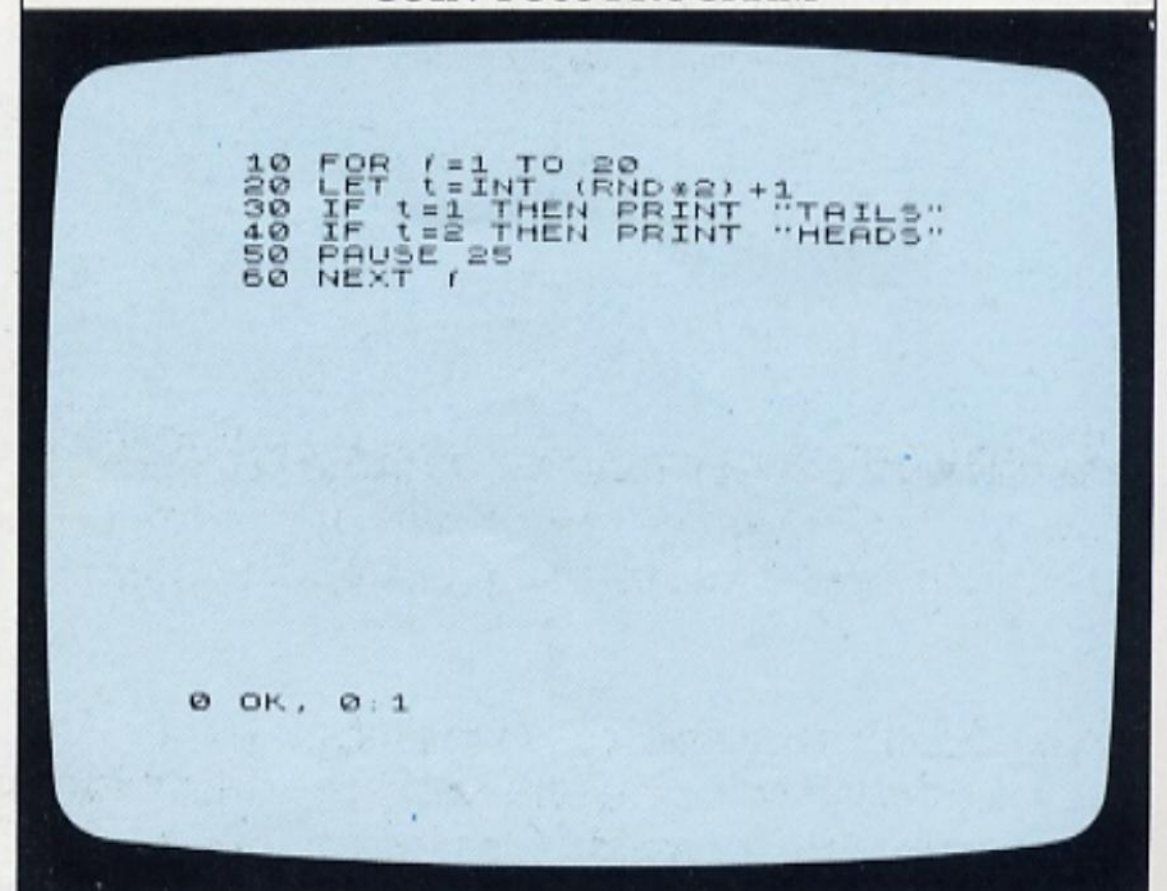 10 FOR f=1 TO 20
20 LET t=INT (RND*2)+1
30 IF t=1 THEN PRINT "TAILS"
40 IF t=2 THEN PRINT "HEADS"
50 PAUSE 25
60 NEXT f
0 OK, 0:1